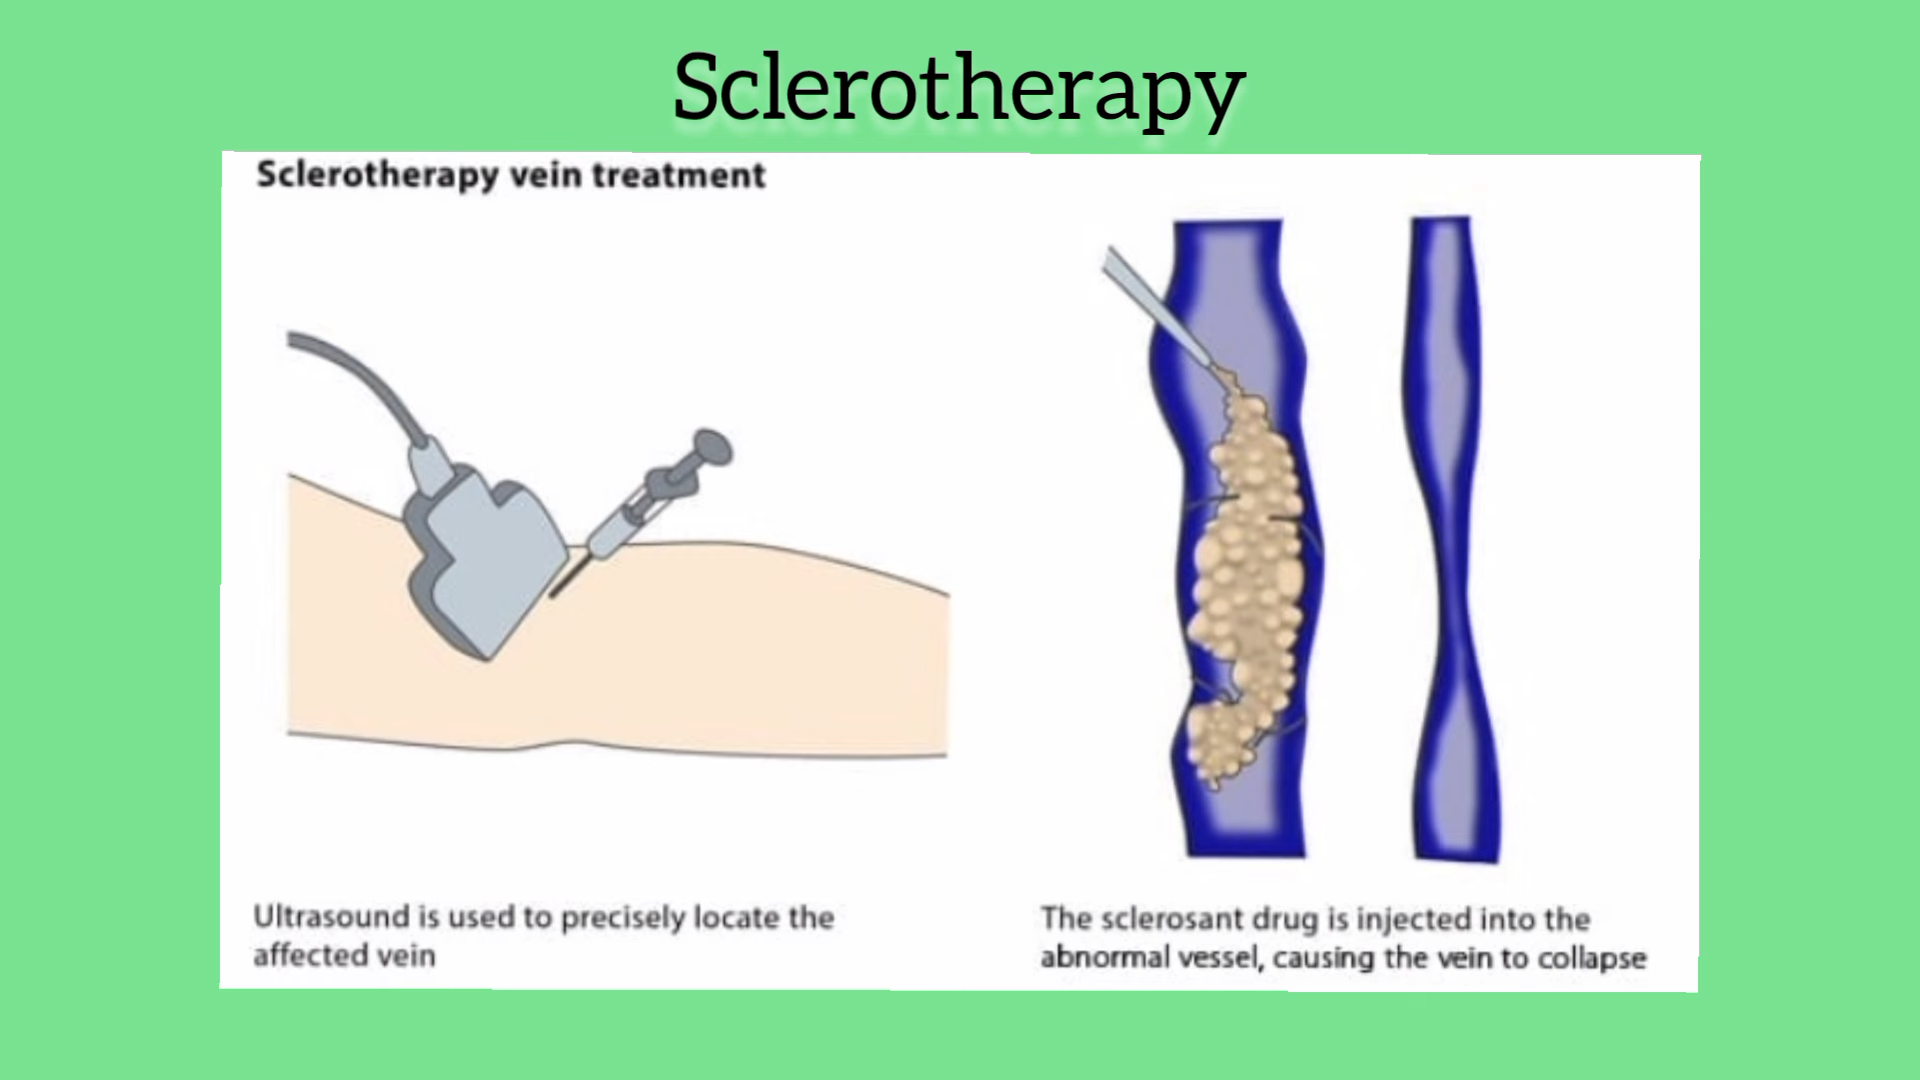 Sclerotherapy
Sclerotherapy vein treatment
Ultrasound is used to precisely locate the
affected vein
The sclerosant drug is injected into the
abnormal vessel, causing the vein to collapse